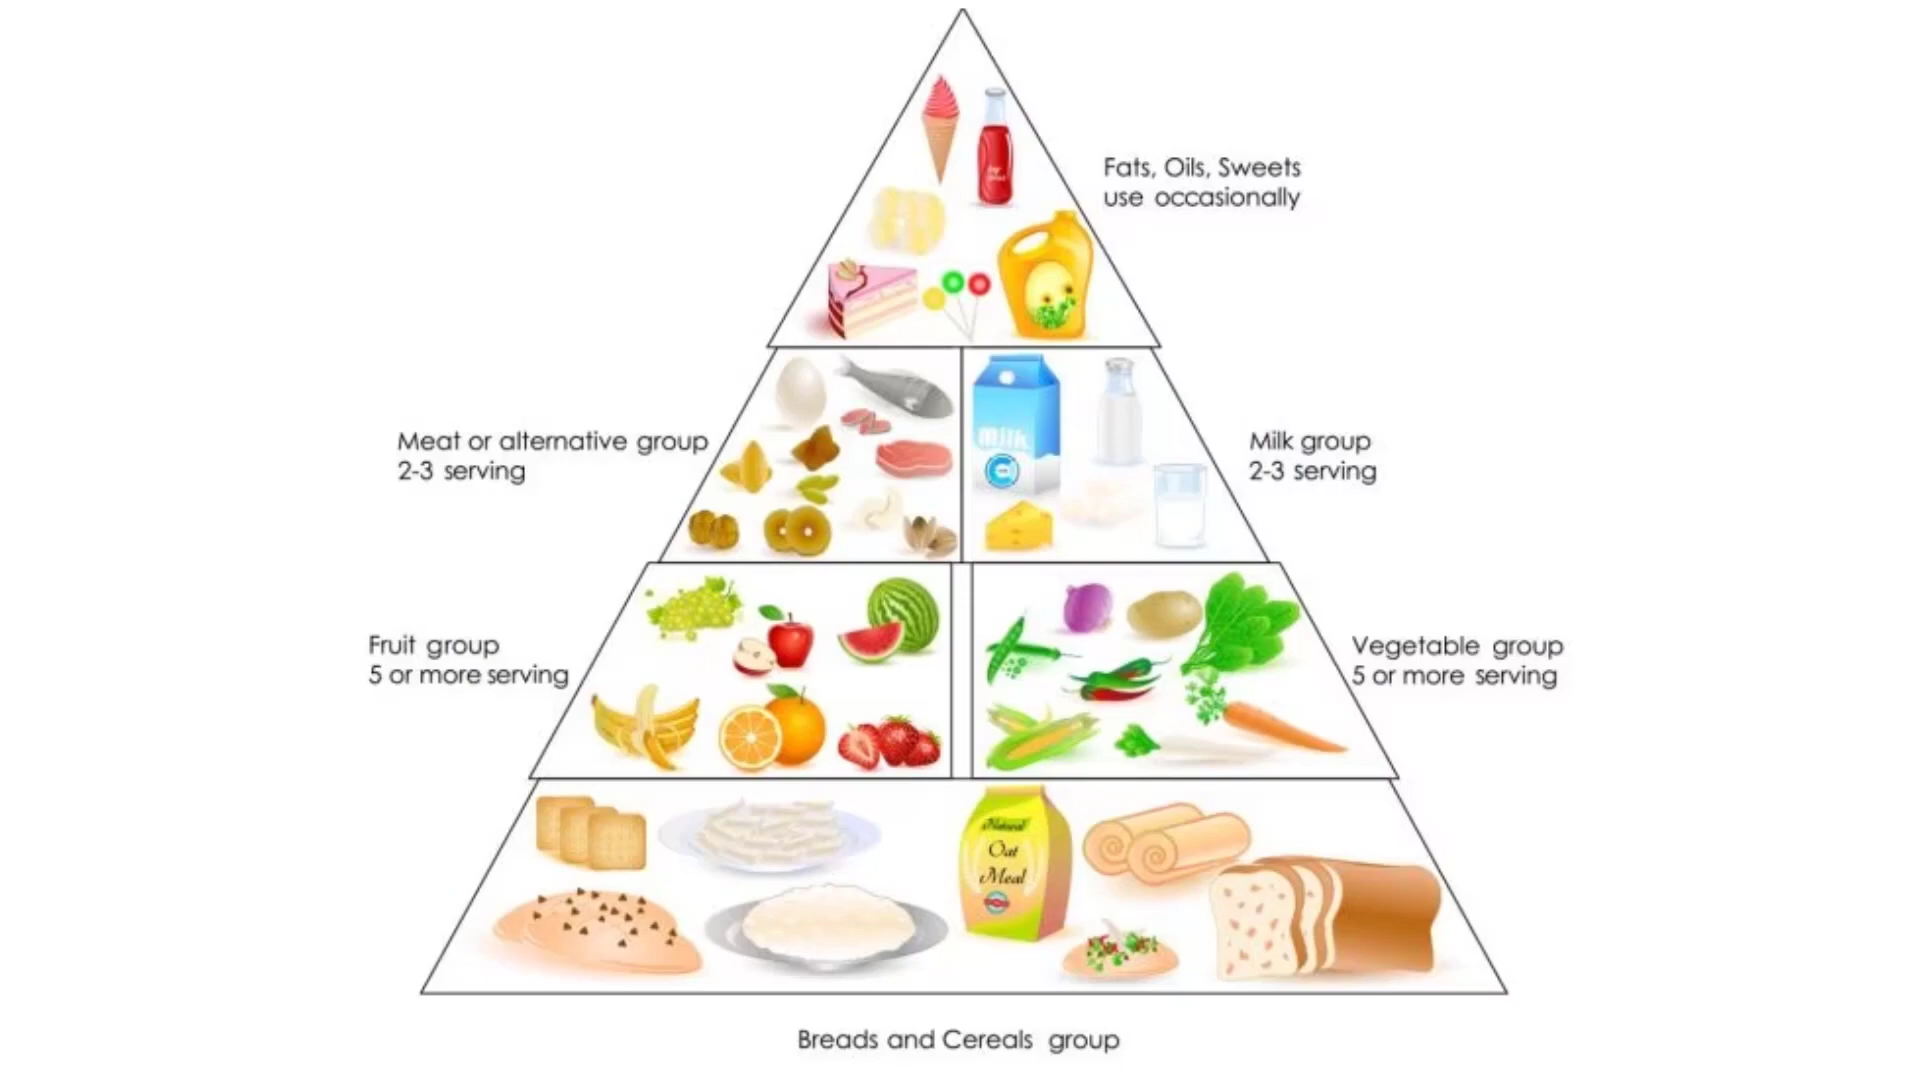 Fats, Oils, Sweets
use occasionally
Meat or alternative group
2-3 serving
Milk group
2-3 serving
milk
Fruit group
5 or more serving
Vegetable group
5 or more serving
Natural
Oat
Meal
Breads and Cereals group